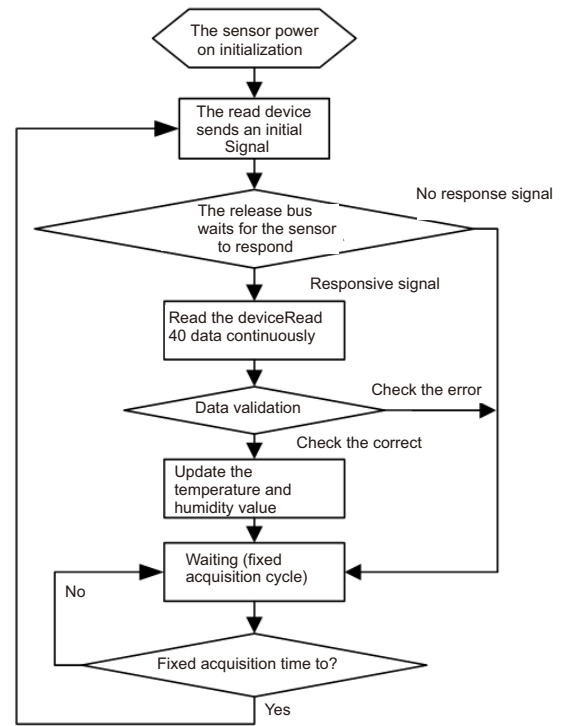 The sensor power
on initialization
The read device
sends an initial
Signal
No response signal
The release bus
waits for the sensor
to respond
Responsive signal
Read the deviceRead
40 data continuously
Check the error
Data validation
Check the correct
Update the
temperature and
humidity value
Waiting (fixed
acquisition cycle)
No
Fixed acquisition time to?
Yes